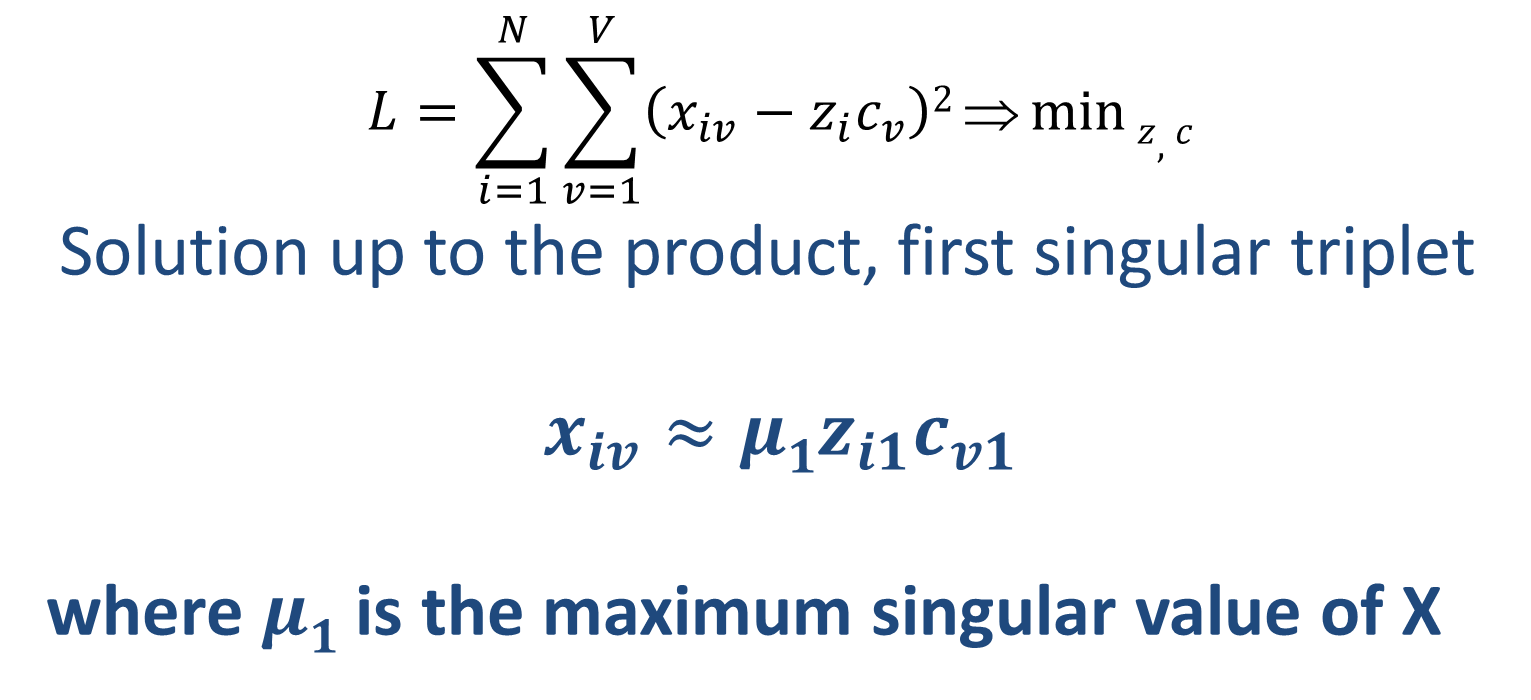 L = ∑_{i=1}^{N} ∑_{v=1}^{V} (x_{iv} − z_i c_v)^2 ⇒ min_{z, c}
Solution up to the product, first singular triplet
x_{iv} ≈ μ_1 z_{i1} c_{v1}
where μ_1 is the maximum singular value of X